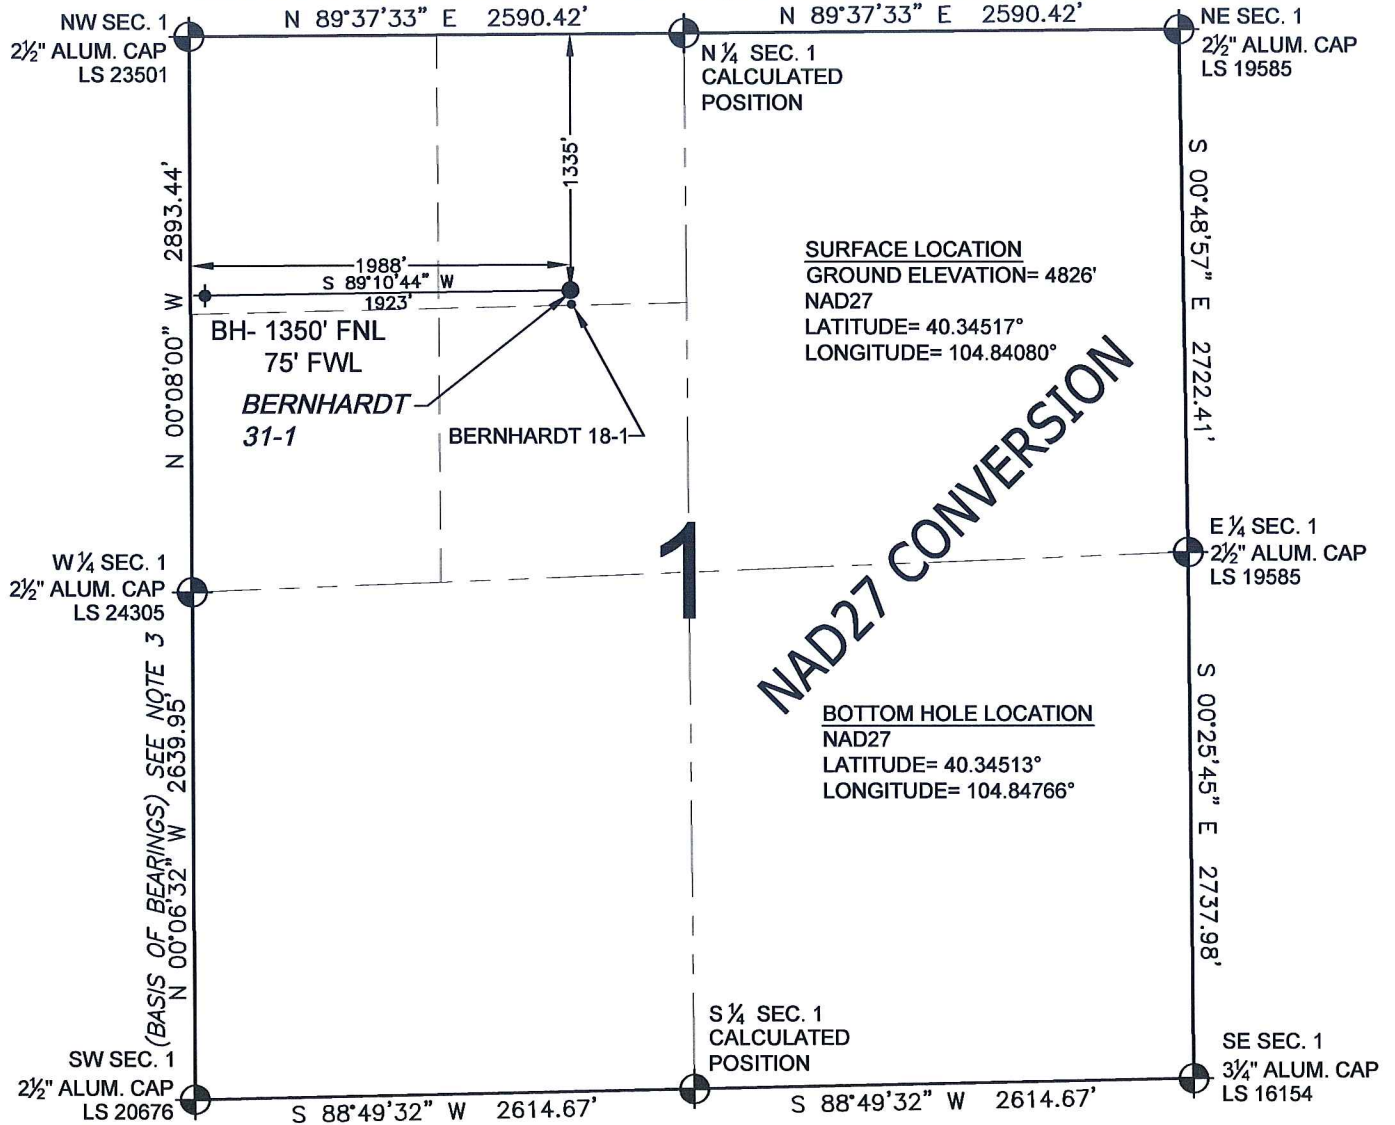 NW SEC. 1
2½" ALUM. CAP
LS 23501
N 89°37'33" E 2590.42'
N ¼ SEC. 1
CALCULATED
POSITION
N 89°37'33" E 2590.42'
NE SEC. 1
2½" ALUM. CAP
LS 19585
N 00°08'00" W 2893.44'
1335'
1988'
S 89°10'44" W
1923'
BH- 1350' FNL
75' FWL
BERNHARDT
31-1
BERNHARDT 18-1
SURFACE LOCATION
GROUND ELEVATION= 4826'
NAD27
LATITUDE= 40.34517°
LONGITUDE= 104.84080°
S 00°48'57" E 2722.41'
NAD27 CONVERSION
1
W ¼ SEC. 1
2½" ALUM. CAP
LS 24305
E ¼ SEC. 1
2½" ALUM. CAP
LS 19585
(BASIS OF BEARINGS) SEE NOTE 3
N 00°06'32" W 2639.95'
BOTTOM HOLE LOCATION
NAD27
LATITUDE= 40.34513°
LONGITUDE= 104.84766°
S 00°25'45" E 2737.98'
SW SEC. 1
2½" ALUM. CAP
LS 20676
S 88°49'32" W 2614.67'
S ¼ SEC. 1
CALCULATED
POSITION
S 88°49'32" W 2614.67'
SE SEC. 1
3¼" ALUM. CAP
LS 16154